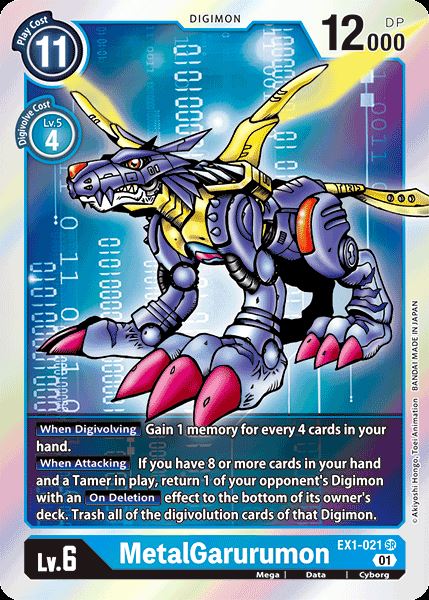 Play Cost
11
DIGIMON
DP
12000
Digivolve Cost
Lv.5
4
When Digivolving Gain 1 memory for every 4 cards in your
hand.
When Attacking If you have 8 or more cards in your hand
and a Tamer in play, return 1 of your opponent's Digimon
with an On Deletion effect to the bottom of its owner's
deck. Trash all of the digivolution cards of that Digimon.
©Akiyoshi Hongo, Toei Animation BANDAI MADE IN JAPAN
Lv.6
MetalGarurumon
EX1-021 SR
01
Mega | Data | Cyborg